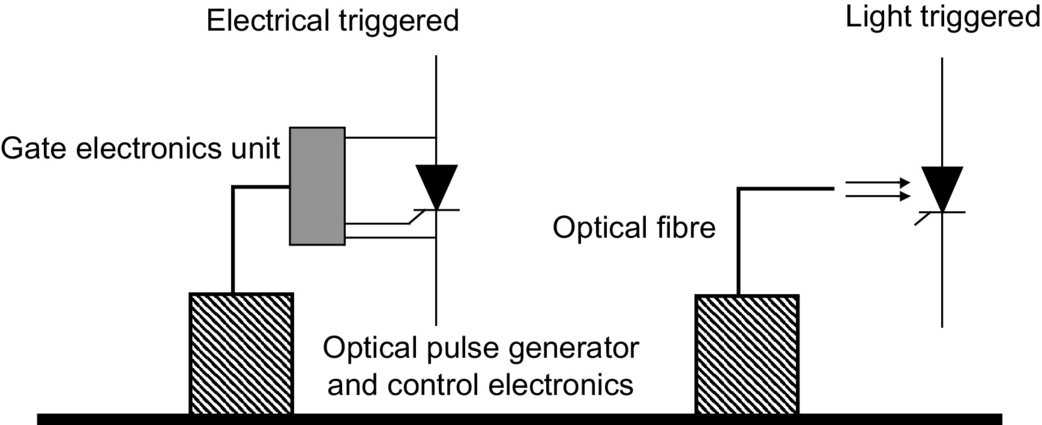 Electrical triggered
Light triggered
Gate electronics unit
Optical fibre
Optical pulse generator
and control electronics